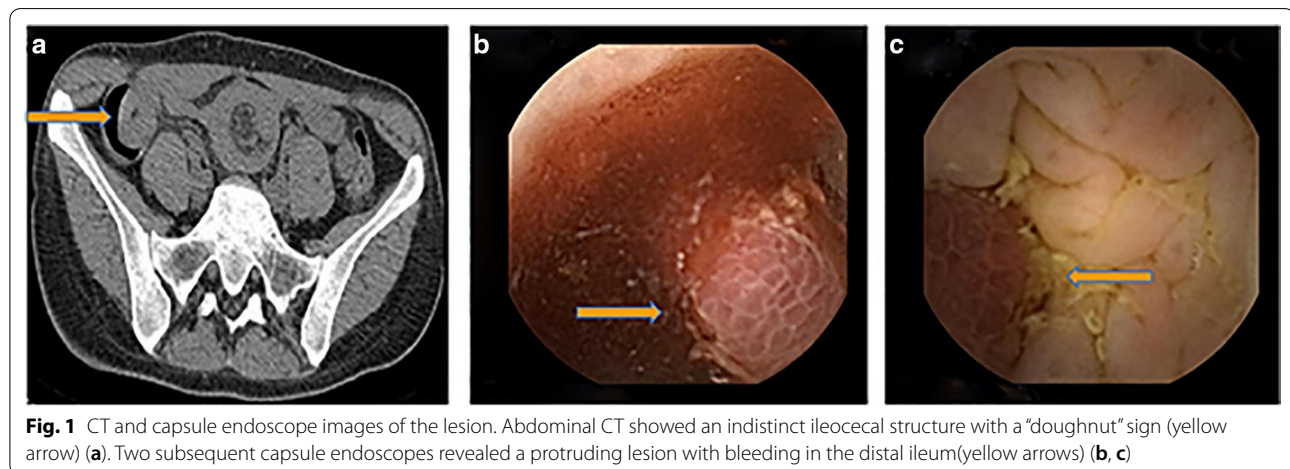 a
b
c
Fig. 1 CT and capsule endoscope images of the lesion. Abdominal CT showed an indistinct ileocecal structure with a “doughnut” sign (yellow
arrow) (a). Two subsequent capsule endoscopes revealed a protruding lesion with bleeding in the distal ileum(yellow arrows) (b, c)